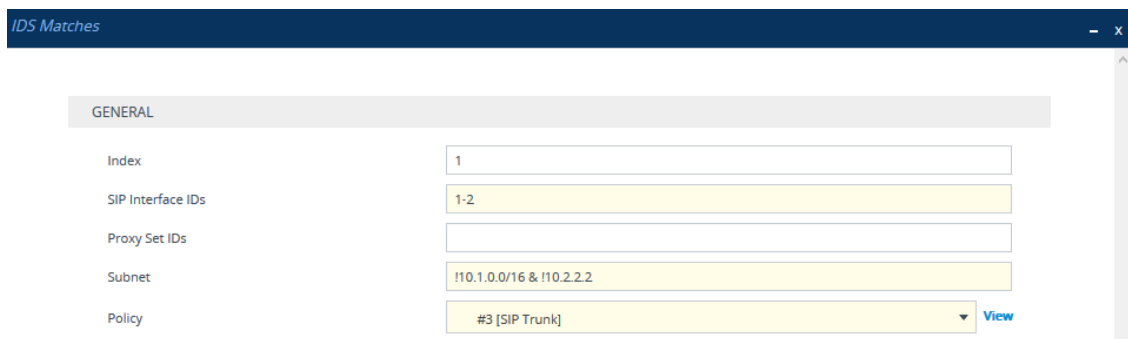 IDS Matches – x
GENERAL
Index 1
SIP Interface IDs 1-2
Proxy Set IDs
Subnet !10.1.0.0/16 & !10.2.2.2
Policy #3 [SIP Trunk] View